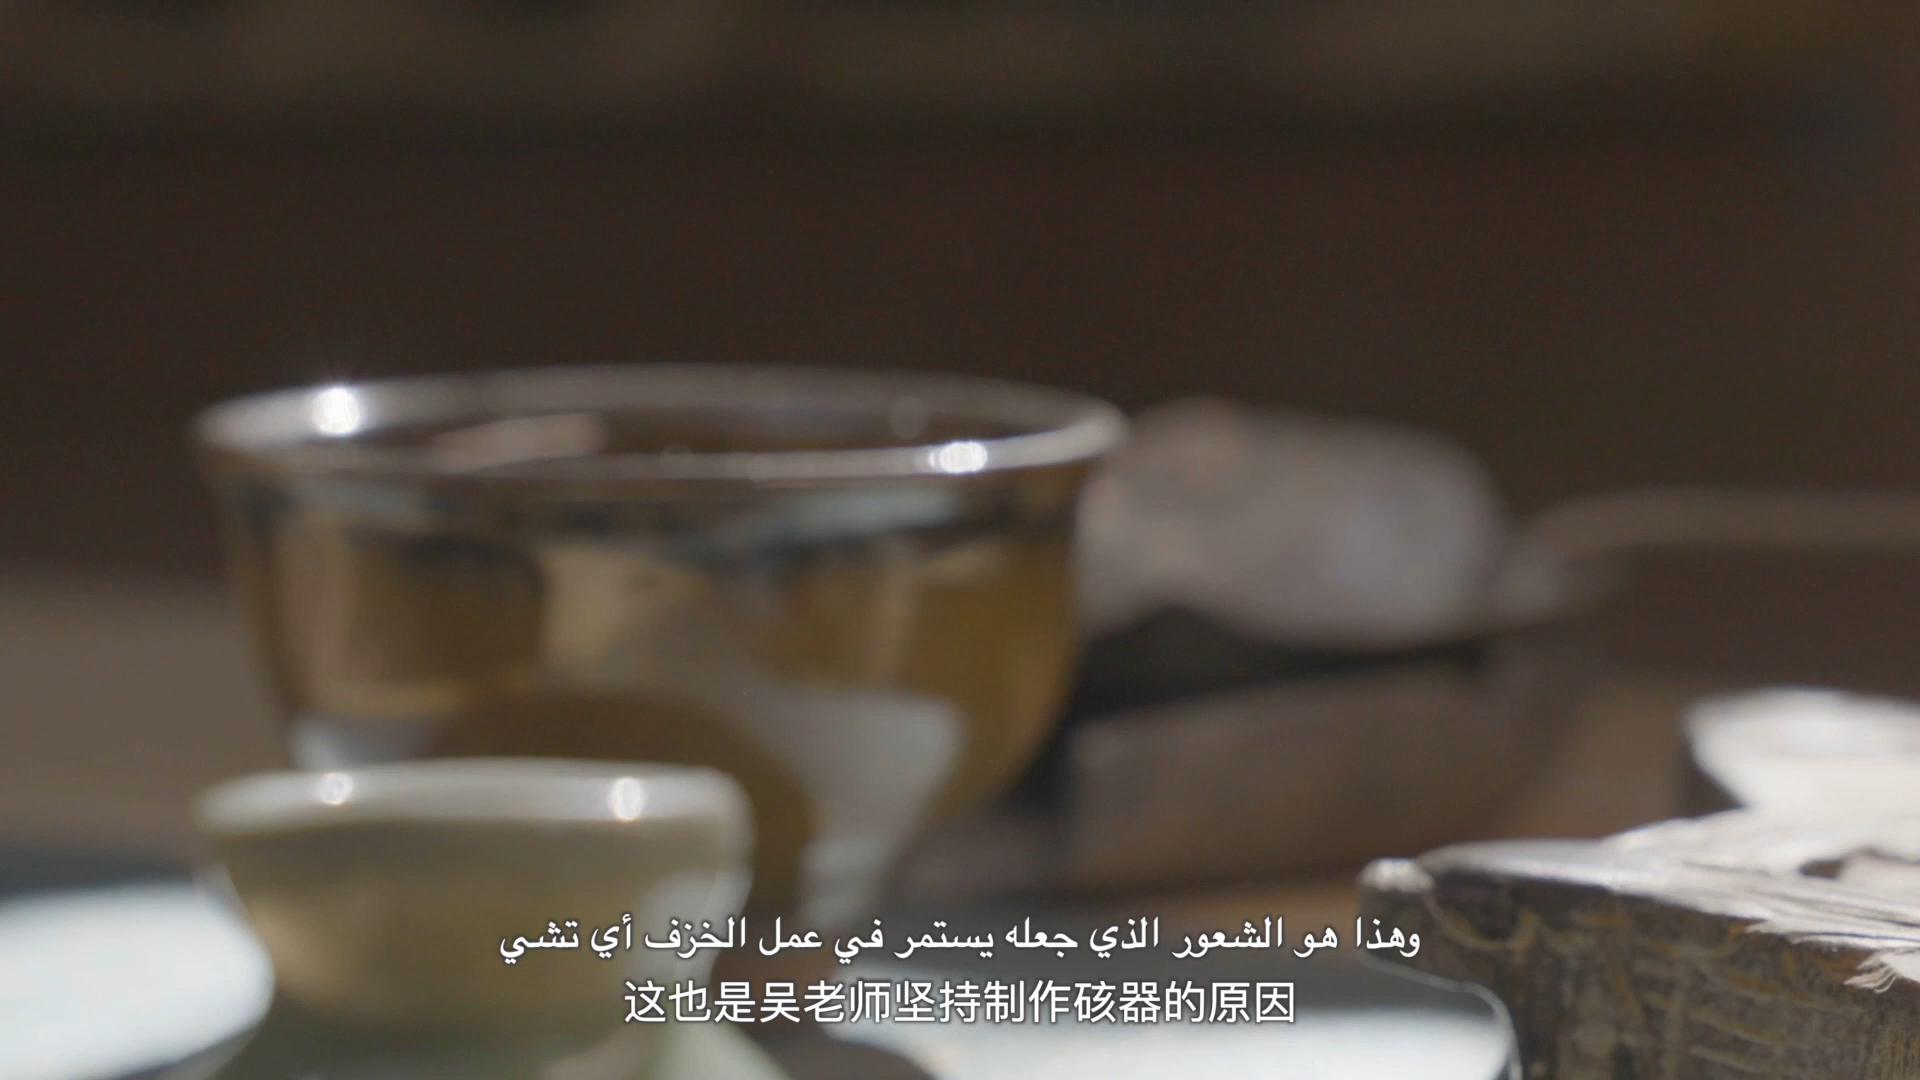 وهذا هو الشعور الذي جعله يستمر في عمل الخزف أي تشي
这也是吴老师坚持制作硋器的原因